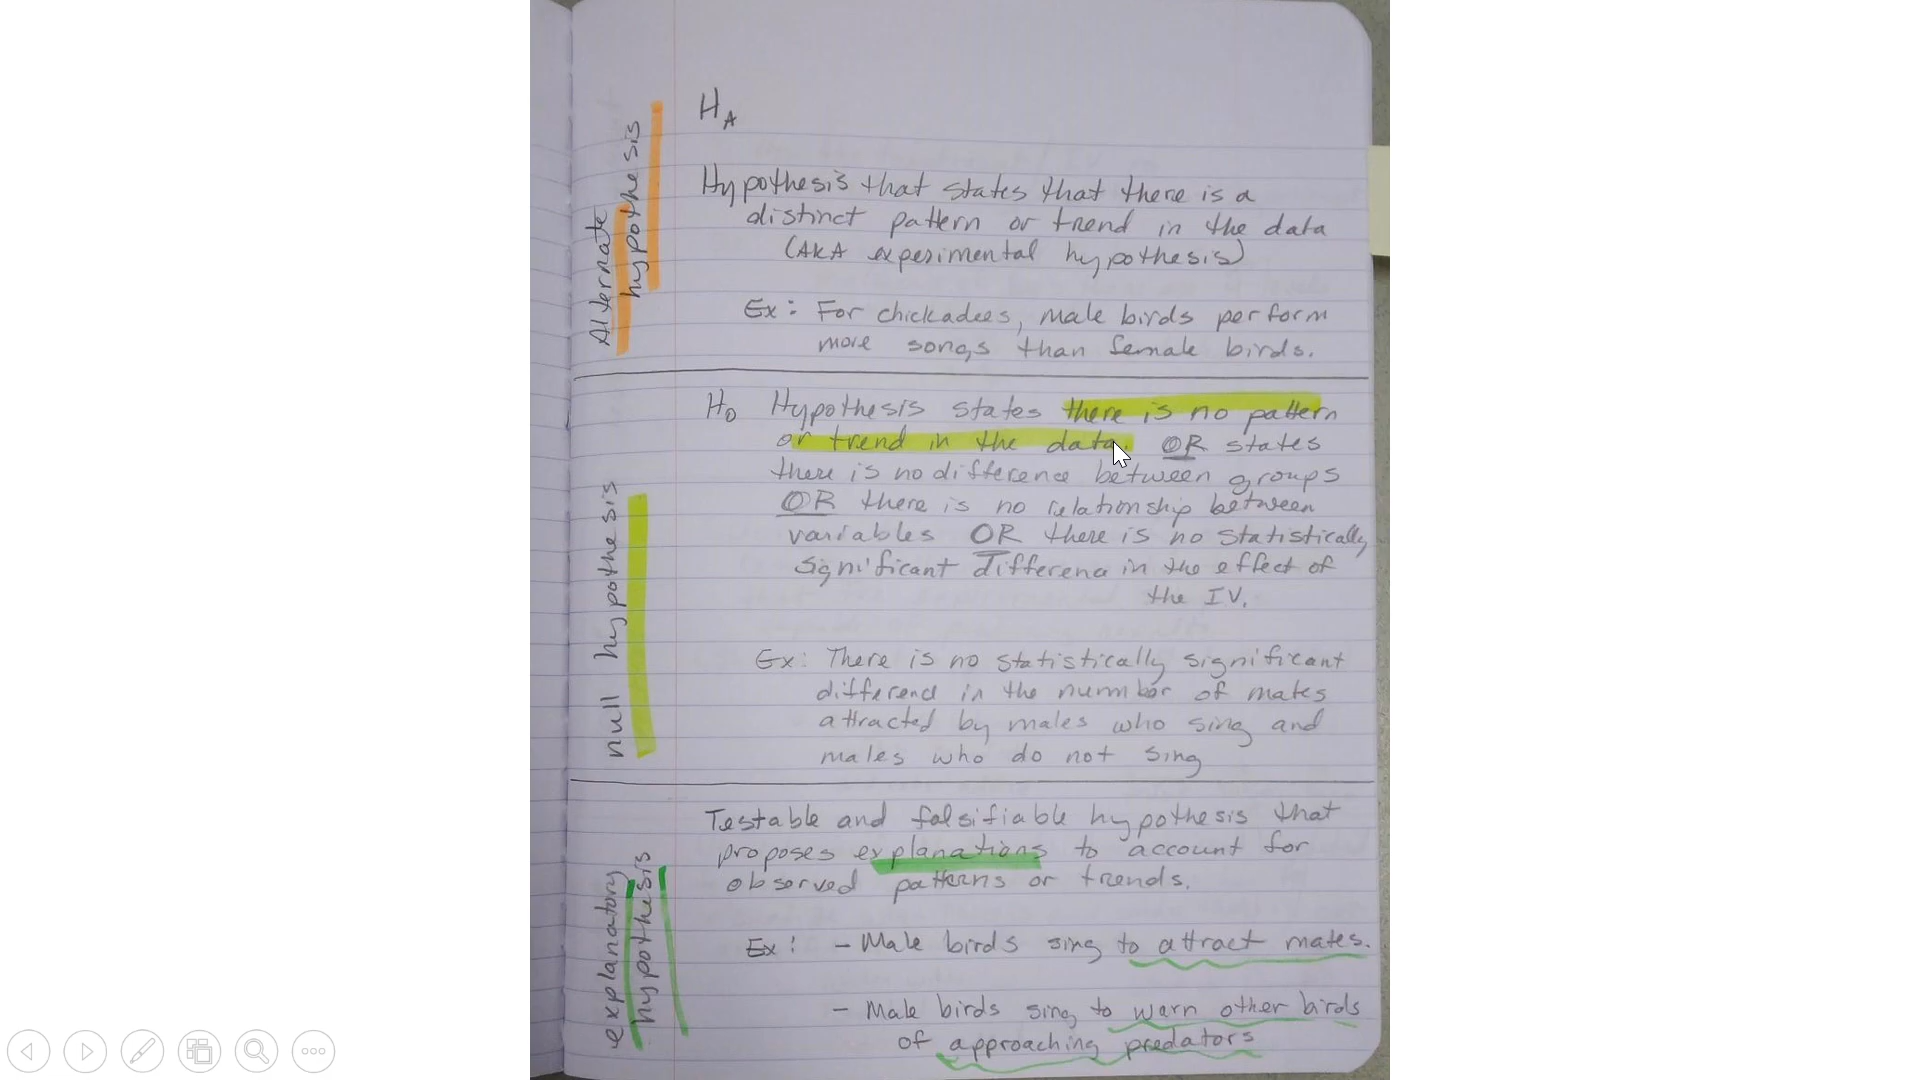 Alternate
hypothesis
HA
Hypothesis that states that there is a
distinct pattern or trend in the data
(AKA experimental hypothesis)
Ex: For chickadees, male birds perform
more songs than female birds.
null hypothesis
H0 Hypothesis states there is no pattern
or trend in the data. OR states
there is no difference between groups
OR there is no relationship between
variables OR there is no statistically
significant difference in the effect of
the IV.
Ex: There is no statistically significant
difference in the number of mates
attracted by males who sing and
males who do not sing
explanatory
hypothesis
Testable and falsifiable hypothesis that
proposes explanations to account for
observed patterns or trends.
Ex: - Male birds sing to attract mates.
- Male birds sing to warn other birds
of approaching predators